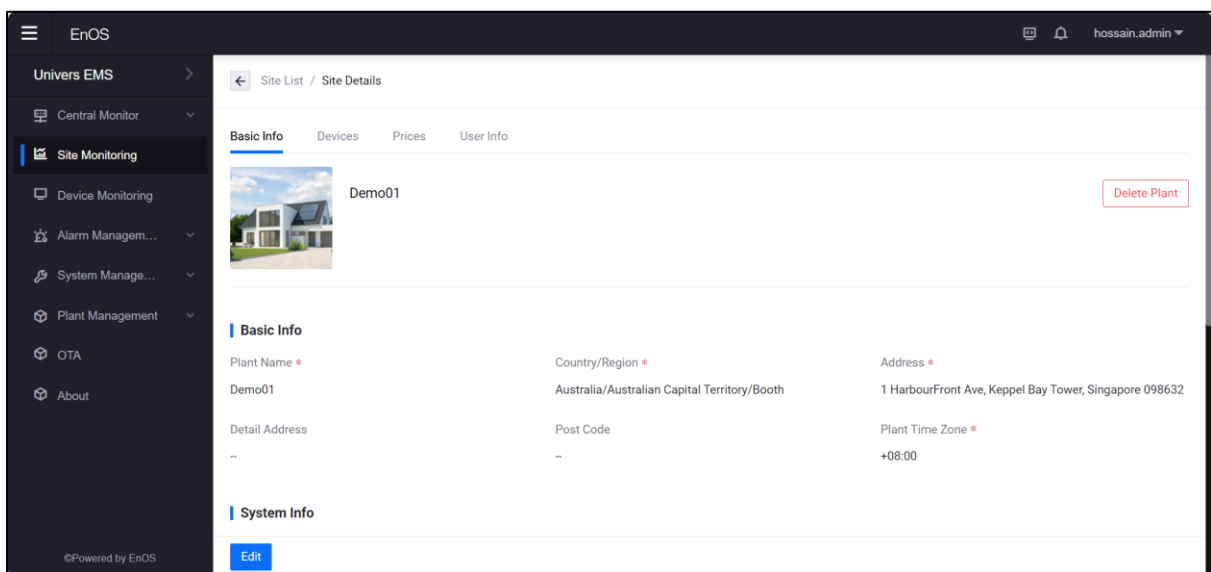 EnOS
hossain.admin
Univers EMS
Central Monitor
Site Monitoring
Device Monitoring
Alarm Managem...
System Manage...
Plant Management
OTA
About
©Powered by EnOS
Site List / Site Details
Basic Info Devices Prices User Info
Demo01
Delete Plant
Basic Info
Plant Name * Country/Region * Address *
Demo01 Australia/Australian Capital Territory/Booth 1 HarbourFront Ave, Keppel Bay Tower, Singapore 098632
Detail Address Post Code Plant Time Zone *
-- -- +08:00
System Info
Edit